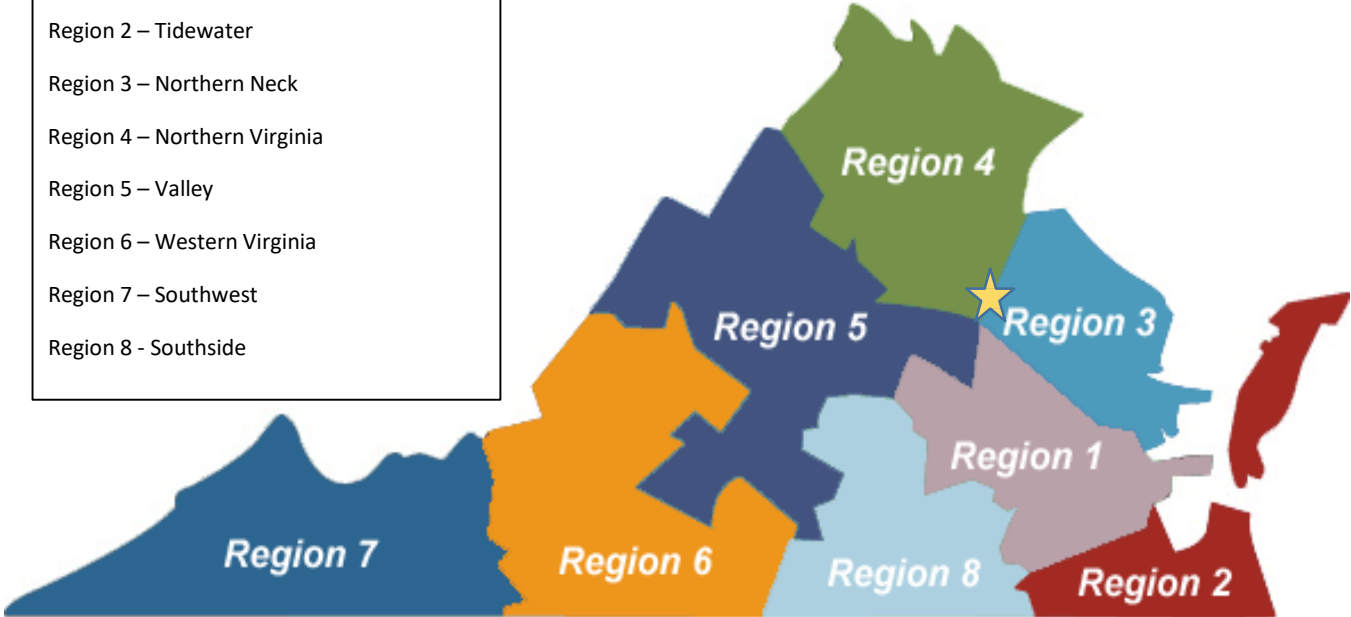 Region 2 – Tidewater
Region 3 – Northern Neck
Region 4 – Northern Virginia
Region 5 – Valley
Region 6 – Western Virginia
Region 7 – Southwest
Region 8 - Southside
Region 4
Region 5
Region 3
Region 1
Region 7
Region 6
Region 8
Region 2